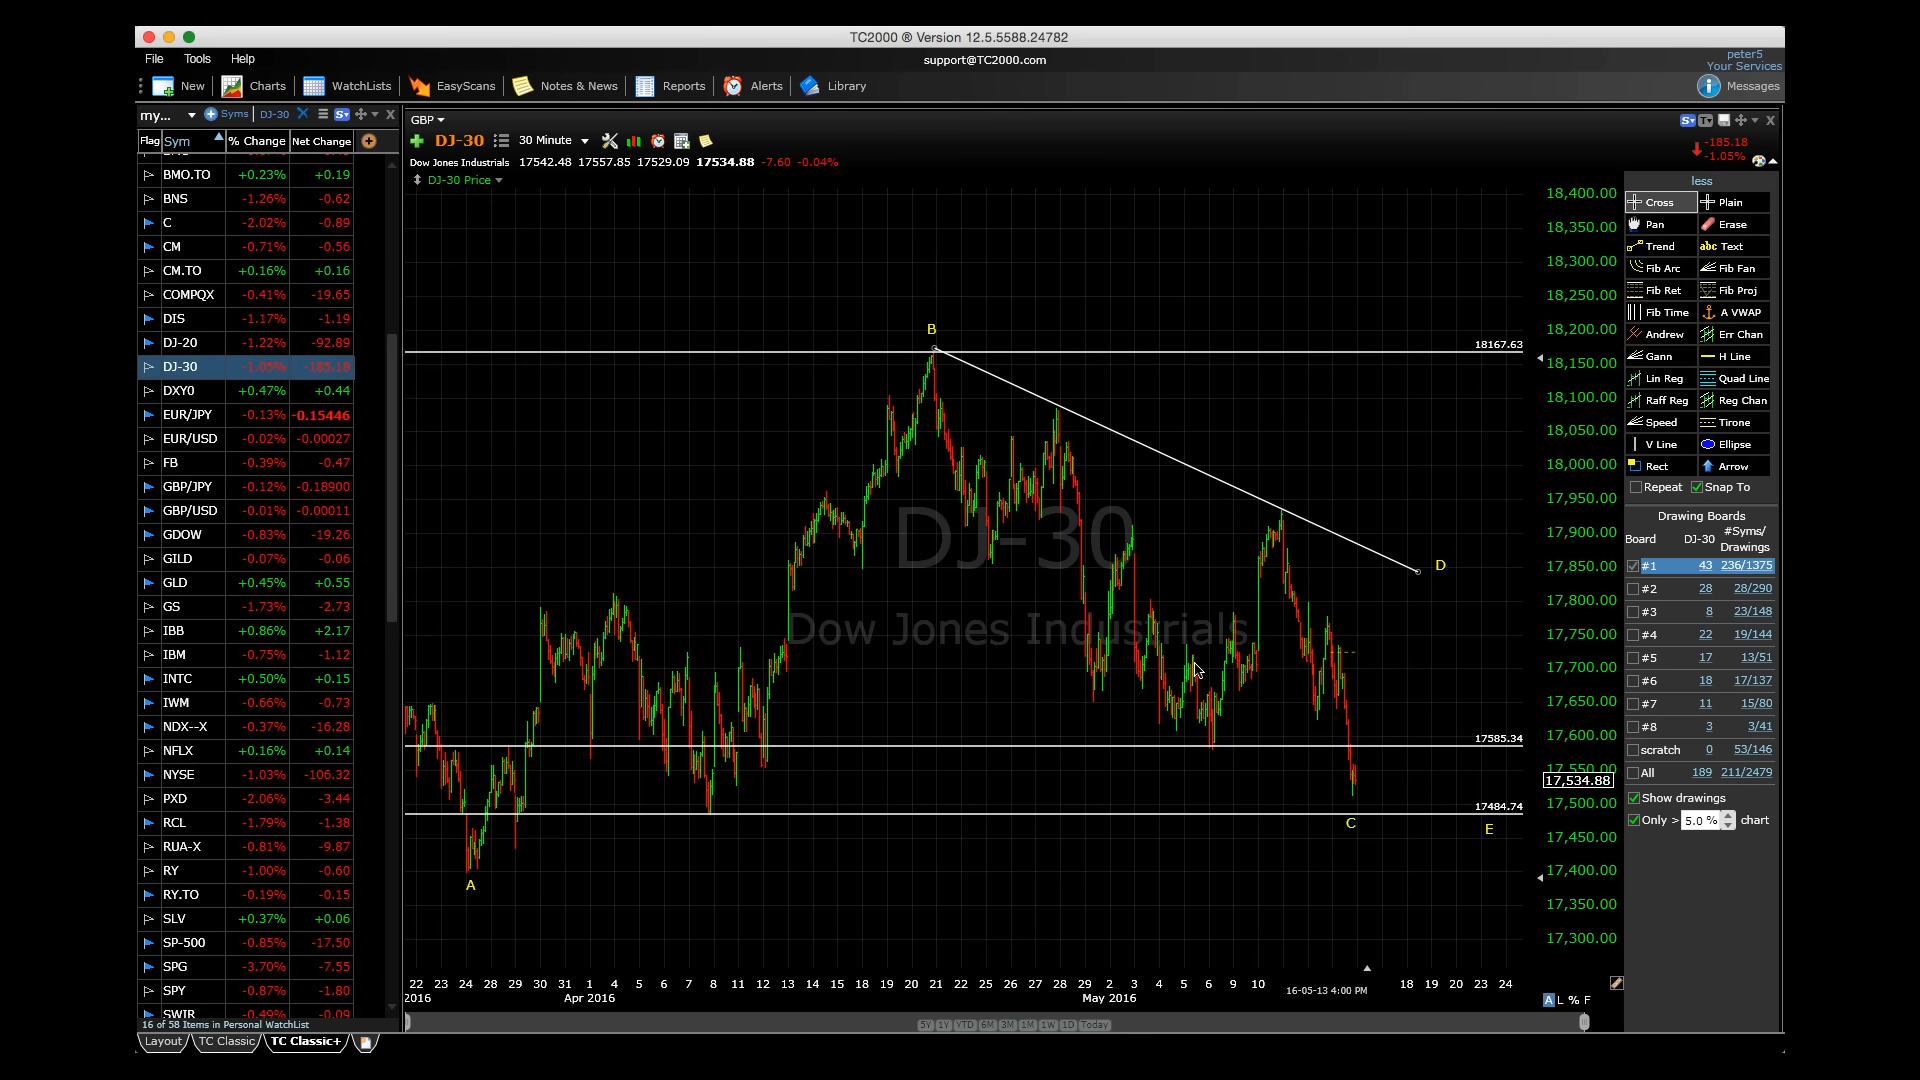 TC2000 ® Version 12.5.5588.24782
File Tools Help
support@TC2000.com
peter5
Your Services
New Charts WatchLists EasyScans Notes & News Reports Alerts Library
Messages
my... Syms DJ-30
Flag Sym % Change Net Change
BMO.TO +0.23% +0.19
BNS -1.26% -0.62
C -2.02% -0.89
CM -0.71% -0.56
CM.TO +0.16% +0.16
COMPQX -0.41% -19.65
DIS -1.17% -1.19
DJ-20 -1.22% -92.89
DJ-30 -1.05% -185.18
DXY0 +0.47% +0.44
EUR/JPY -0.13% -0.15446
EUR/USD -0.02% -0.00027
FB -0.39% -0.47
GBP/JPY -0.12% -0.18900
GBP/USD -0.01% -0.00011
GDOW -0.83% -19.26
GILD -0.07% -0.06
GLD +0.45% +0.55
GS -1.73% -2.73
IBB +0.86% +2.17
IBM -0.75% -1.12
INTC +0.50% +0.15
IWM -0.66% -0.73
NDX--X -0.37% -16.28
NFLX +0.16% +0.14
NYSE -1.03% -106.32
PXD -2.06% -3.44
RCL -1.79% -1.38
RUA-X -0.81% -9.87
RY -1.00% -0.60
RY.TO -0.19% -0.15
SLV +0.37% +0.06
SP-500 -0.85% -17.50
SPG -3.70% -7.55
SPY -0.87% -1.80
SWIR -0.49% -0.09
16 of 58 Items in Personal WatchList
Layout TC Classic TC Classic+
GBP
DJ-30 30 Minute
Dow Jones Industrials 17542.48 17557.85 17529.09 17534.88 -7.60 -0.04%
DJ-30 Price
-185.18
-1.05%
B
18167.63
DJ-30
Dow Jones Industrials
D
17585.34
17484.74
C
E
A
18,400.00
18,350.00
18,300.00
18,250.00
18,200.00
18,150.00
18,100.00
18,050.00
18,000.00
17,950.00
17,900.00
17,850.00
17,800.00
17,750.00
17,700.00
17,650.00
17,600.00
17,550.00
17,534.88
17,500.00
17,450.00
17,400.00
17,350.00
17,300.00
22 23 24 28 29 30 31 1 4 5 6 7 8 11 12 13 14 15 18 19 20 21 22 25 26 27 28 29 2 3 4 5 6 9 10 16-05-13 4:00 PM 18 19 20 23 24
2016 Apr 2016 May 2016
A L % F
5Y 1Y YTD 6M 3M 1M 1W 1D Today
less
Cross Plain
Pan Erase
Trend abc Text
Fib Arc Fib Fan
Fib Ret Fib Proj
Fib Time A VWAP
Andrew Err Chan
Gann H Line
Lin Reg Quad Line
Raff Reg Reg Chan
Speed Tirone
V Line Ellipse
Rect Arrow
Repeat Snap To
Drawing Boards
Board DJ-30 #Syms/
Drawings
#1 43 236/1375
#2 28 28/290
#3 8 23/148
#4 22 19/144
#5 17 13/51
#6 18 17/137
#7 11 15/80
#8 3 3/41
scratch 0 53/146
All 189 211/2479
Show drawings
Only > 5.0 % chart